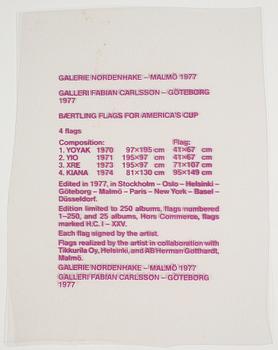 GALERIE NORDENHAKE – MALMÖ 1977
GALLERI FABIAN CARLSSON – GÖTEBORG
1977
BÆRTLING FLAGS FOR AMERICA'S CUP
4 flags
Composition: Flag:
1. YOYAK 1970 97×195 cm 41×67 cm
2. YIO 1971 195×97 cm 41×67 cm
3. XRE 1973 195×97 cm 71×107 cm
4. KIANA 1974 81×130 cm 95×149 cm
Edited in 1977, in Stockholm – Oslo – Helsinki –
Göteborg – Malmö – Paris – New York – Basel –
Düsseldorf.
Edition limited to 250 albums, flags numbered
1–250, and 25 albums, Hors Commerce, flags
marked H.C. I – XXV.
Each flag signed by the artist.
Flags realized by the artist in collaboration with
Tikkurila Oy, Helsinki, and AB Herman Gotthardt,
Malmö.
GALERIE NORDENHAKE – MALMÖ 1977
GALLERI FABIAN CARLSSON – GÖTEBORG
1977